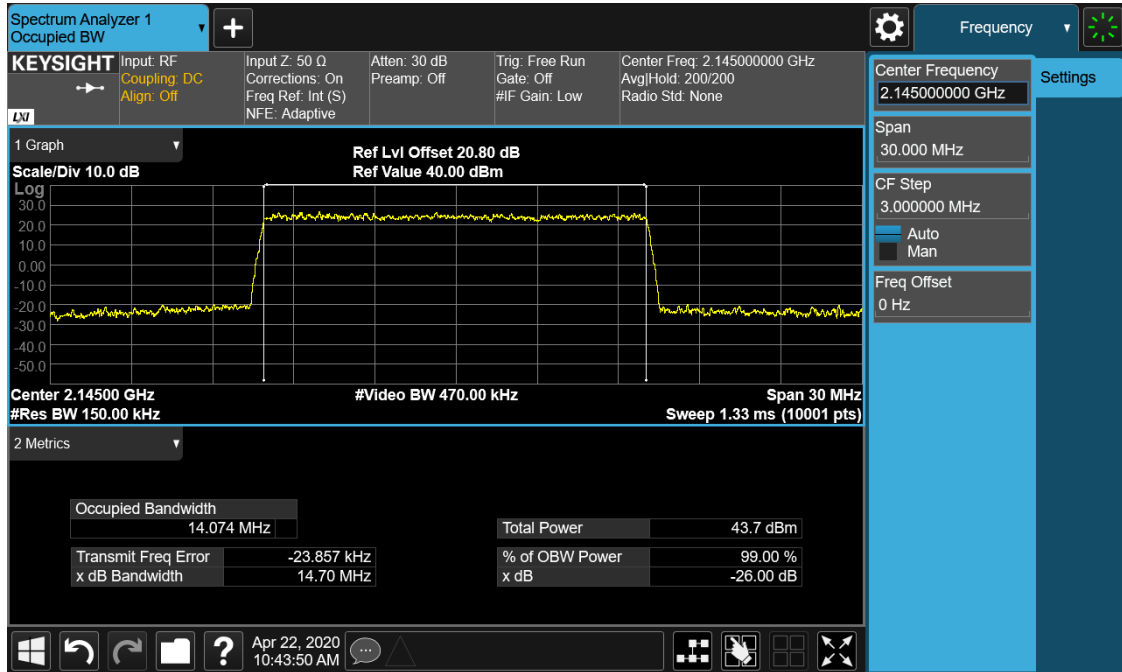 Spectrum Analyzer 1
Occupied BW
Frequency
KEYSIGHT
LXI
Input: RF
Coupling: DC
Align: Off
Input Z: 50 Ω
Corrections: On
Freq Ref: Int (S)
NFE: Adaptive
Atten: 30 dB
Preamp: Off
Trig: Free Run
Gate: Off
#IF Gain: Low
Center Freq: 2.145000000 GHz
Avg|Hold: 200/200
Radio Std: None
Center Frequency
2.145000000 GHz
Settings
Span
30.000 MHz
CF Step
3.000000 MHz
Auto
Man
Freq Offset
0 Hz
1 Graph
Scale/Div 10.0 dB
Ref Lvl Offset 20.80 dB
Ref Value 40.00 dBm
Log
30.0
20.0
10.0
0.00
-10.0
-20.0
-30.0
-40.0
-50.0
Center 2.14500 GHz
#Video BW 470.00 kHz
Span 30 MHz
#Res BW 150.00 kHz
Sweep 1.33 ms (10001 pts)
2 Metrics
Occupied Bandwidth
14.074 MHz
Total Power 43.7 dBm
Transmit Freq Error -23.857 kHz
% of OBW Power 99.00 %
x dB Bandwidth 14.70 MHz
x dB -26.00 dB
?
Apr 22, 2020
10:43:50 AM